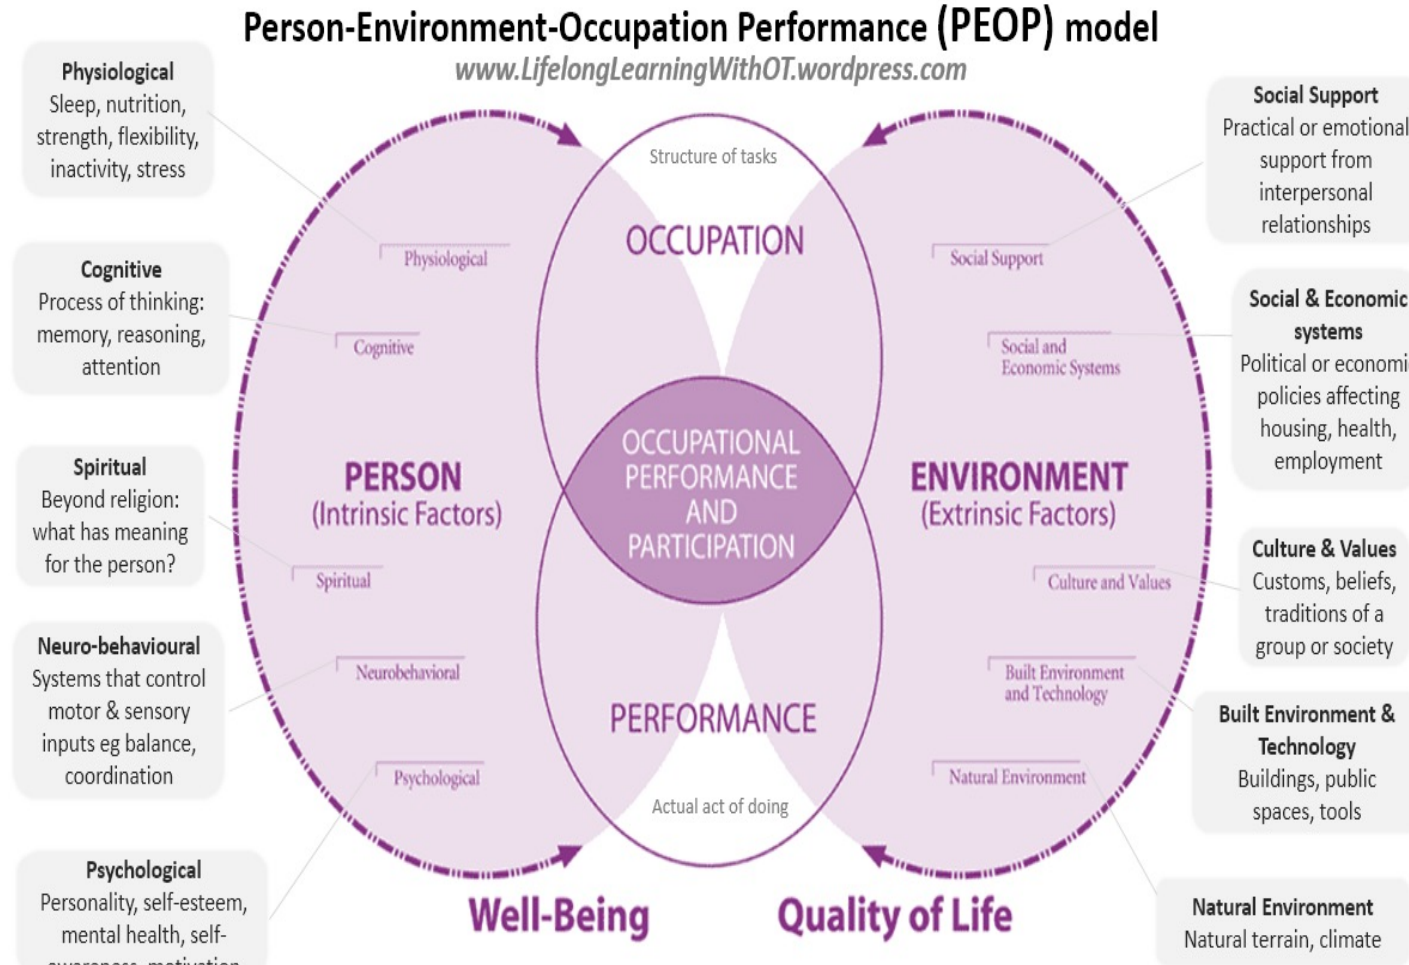 Person-Environment-Occupation Performance (PEOP) model
www.LifelongLearningWithOT.wordpress.com
Physiological
Sleep, nutrition,
strength, flexibility,
inactivity, stress
Cognitive
Process of thinking:
memory, reasoning,
attention
Spiritual
Beyond religion:
what has meaning
for the person?
Neuro-behavioural
Systems that control
motor & sensory
inputs eg balance,
coordination
Psychological
Personality, self-esteem,
mental health, self-
awareness, motivation
Physiological
Cognitive
PERSON
(Intrinsic Factors)
Spiritual
Neurobehavioral
Psychological
Structure of tasks
OCCUPATION
OCCUPATIONAL
PERFORMANCE
AND
PARTICIPATION
PERFORMANCE
Actual act of doing
Social Support
Social and
Economic Systems
ENVIRONMENT
(Extrinsic Factors)
Culture and Values
Built Environment
and Technology
Natural Environment
Well-Being
Quality of Life
Social Support
Practical or emotional
support from
interpersonal
relationships
Social & Economic
systems
Political or economi
policies affecting
housing, health,
employment
Culture & Values
Customs, beliefs,
traditions of a
group or society
Built Environment &
Technology
Buildings, public
spaces, tools
Natural Environment
Natural terrain, climate